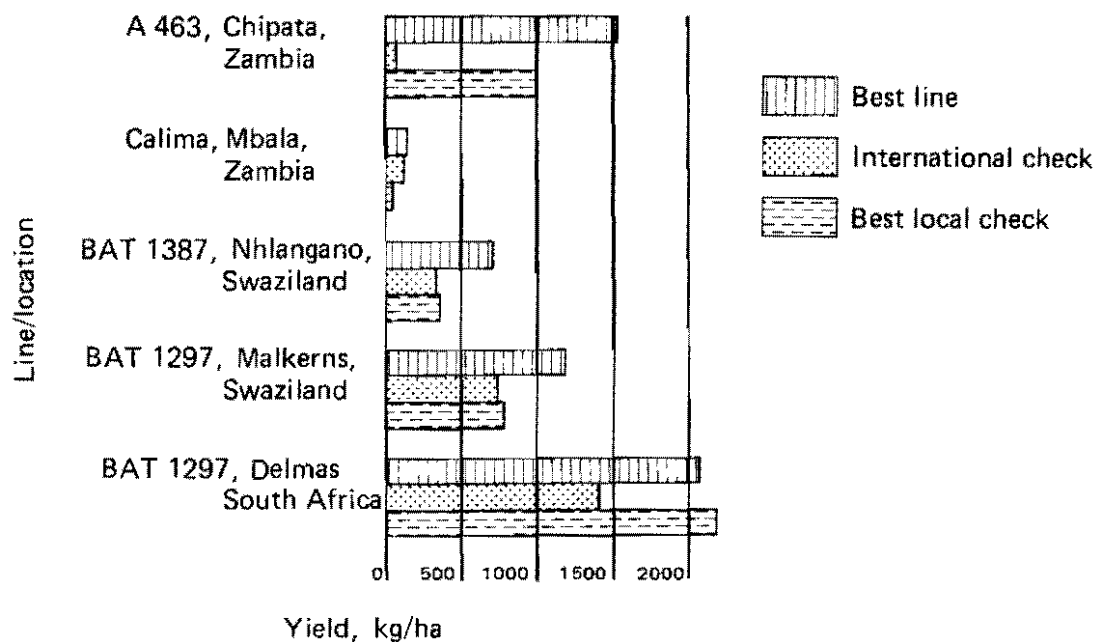 A 463, Chipata,
Zambia
Calima, Mbala,
Zambia
BAT 1387, Nhlangano,
Swaziland
BAT 1297, Malkerns,
Swaziland
BAT 1297, Delmas
South Africa
Line/location
0 500 1000 1500 2000
Yield, kg/ha
Best line
International check
Best local check